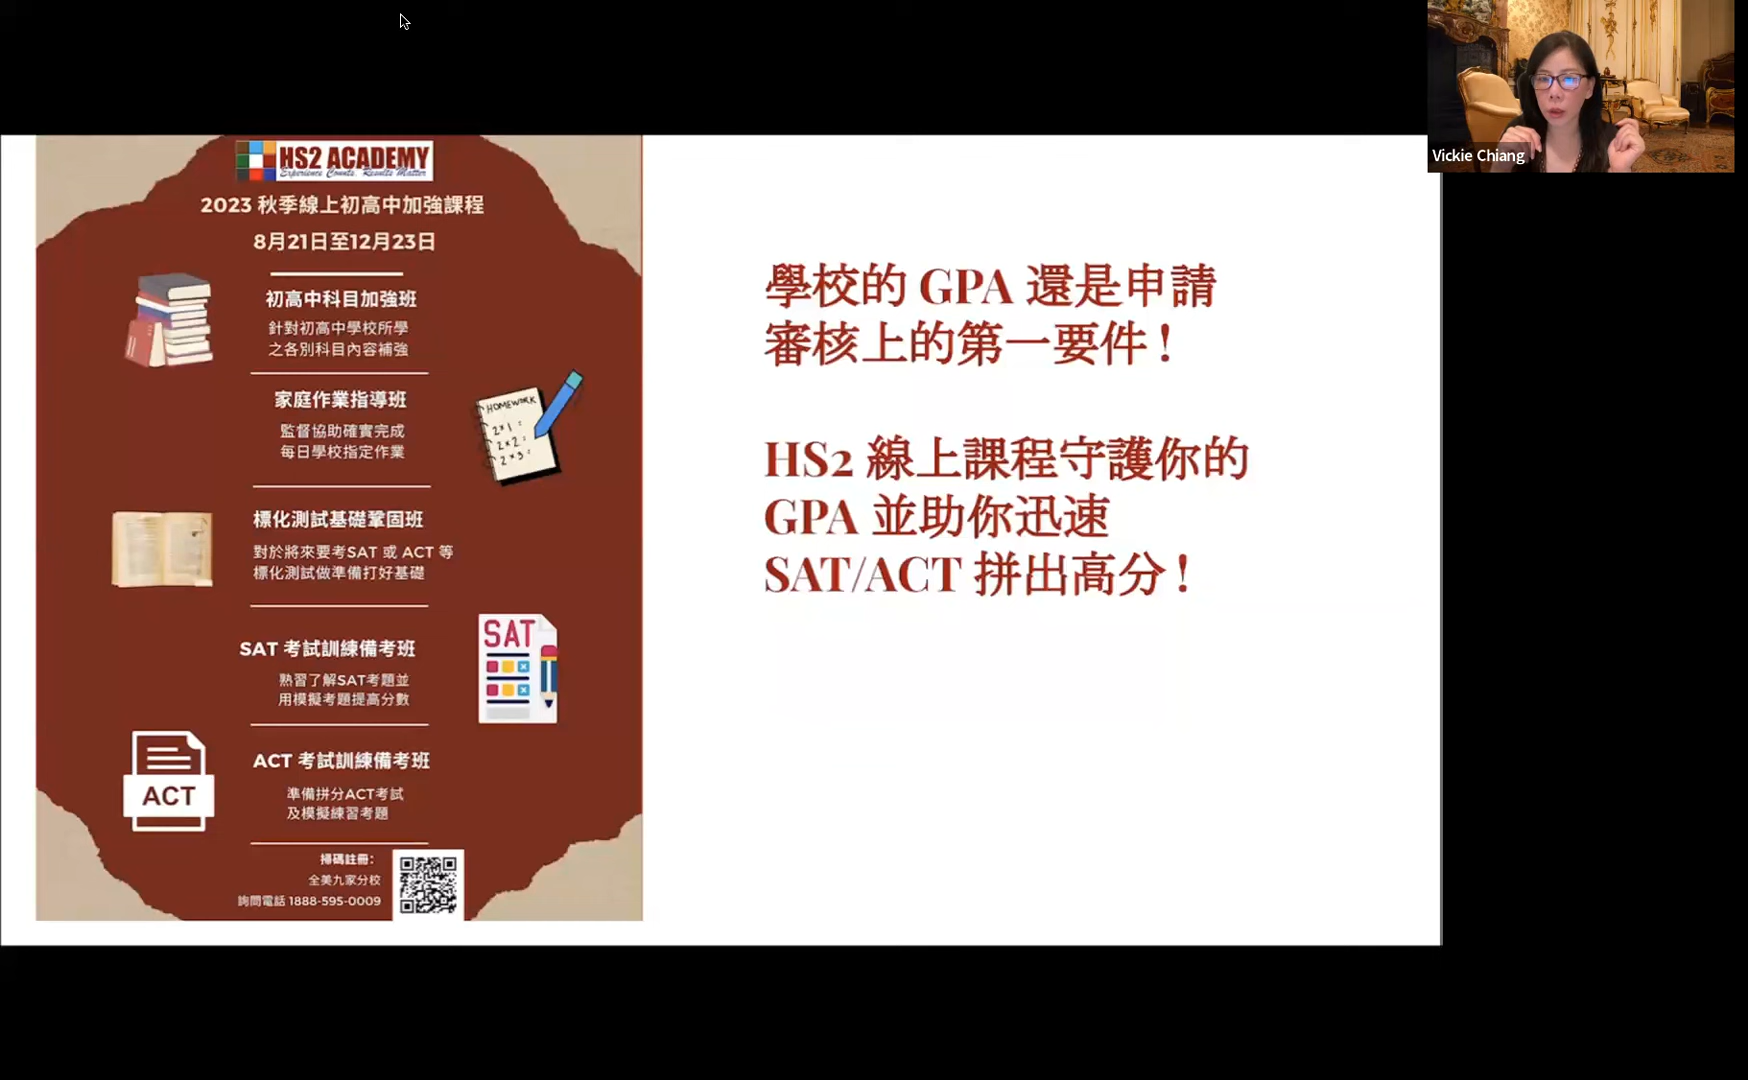 HS2 ACADEMY
Experience Counts. Results Matter
2023 秋季線上初高中加強課程
8月21日至12月23日
初高中科目加強班
針對初高中學校所學
之各別科目內容補強
家庭作業指導班
監督協助確實完成
每日學校指定作業
HOMEWORK
2×1:
2×2:
2×3:
標化測試基礎鞏固班
對於將來要考SAT 或 ACT 等
標化測試做準備打好基礎
SAT 考試訓練備考班
熟習了解SAT考題並
用模擬考題提高分數
SAT
ACT 考試訓練備考班
準備拼分ACT考試
及模擬練習考題
ACT
掃碼註冊：
全美九家分校
詢問電話 1888-595-0009
學校的 GPA 還是申請
審核上的第一要件！
HS2 線上課程守護你的
GPA 並助你迅速
SAT/ACT 拼出高分！
Vickie Chiang